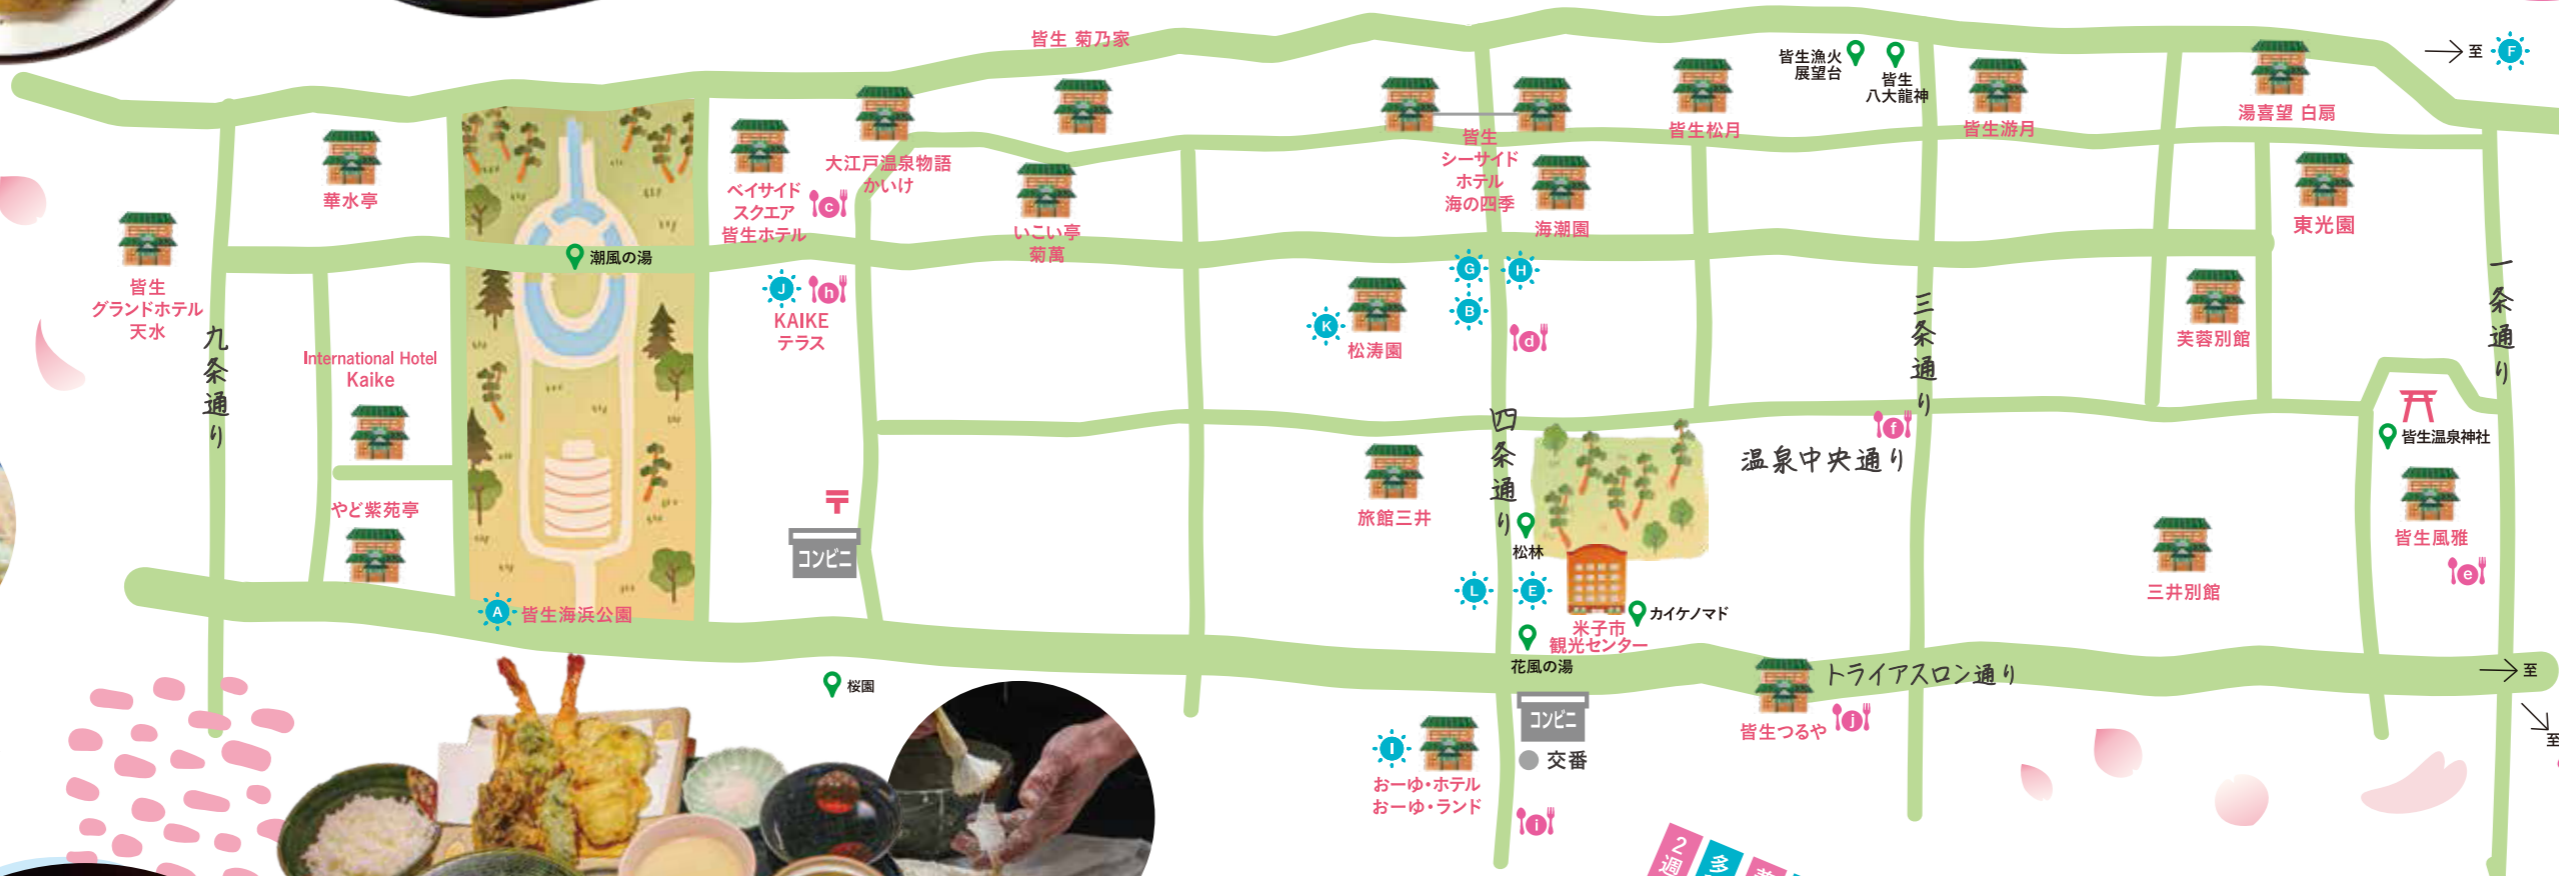 皆生 菊乃家
皆生漁火
展望台
皆生
八大龍神
至 F
湯喜望 白扇
華水亭
ベイサイド
スクエア
皆生ホテル
c
大江戸温泉物語
かいけ
いこい亭
菊萬
皆生
シーサイド
ホテル
海の四季
海潮園
皆生松月
皆生游月
東光園
皆生
グランドホテル
天水
潮風の湯
J
h
KAIKE
テラス
G
H
B
K
松涛園
d
芙蓉別館
九条通り
四条通り
三条通り
一条通り
International Hotel
Kaike
やど紫苑亭
〒
コンビニ
A
皆生海浜公園
旅館三井
松林
f
温泉中央通り
皆生温泉神社
皆生風雅
e
三井別館
L
E
カイケノマド
米子市
観光センター
花風の湯
桜園
トライアスロン通り
至
至
コンビニ
交番
皆生つるや
j
I
おーゆ・ホテル
おーゆ・ランド
i
2週
多